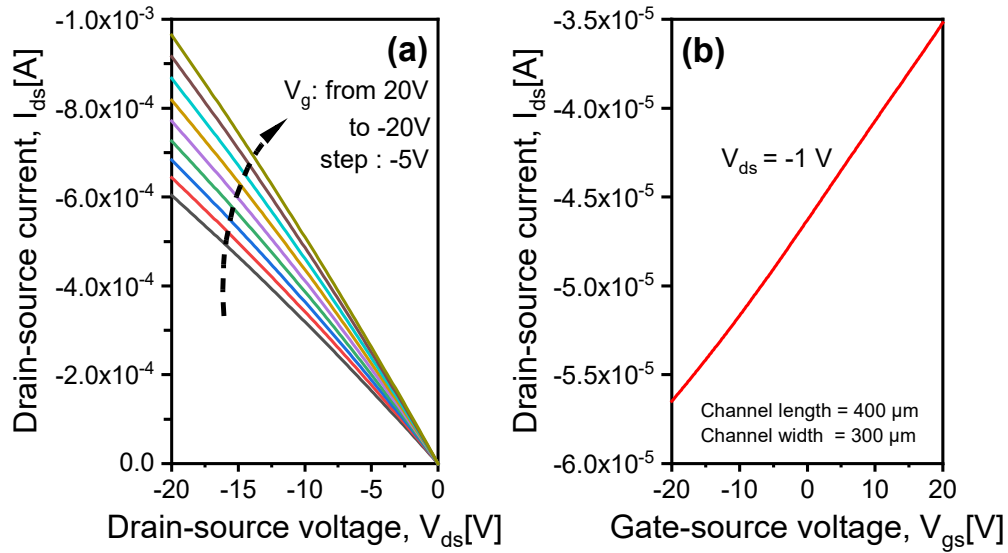 Drain-source current, I_ds[A]
-1.0x10⁻³
-8.0x10⁻⁴
-6.0x10⁻⁴
-4.0x10⁻⁴
-2.0x10⁻⁴
0.0
(a)
V_g: from 20V
to -20V
step : -5V
-20 -15 -10 -5 0
Drain-source voltage, V_ds[V]
Drain-source current, I_ds[A]
-3.5x10⁻⁵
-4.0x10⁻⁵
-4.5x10⁻⁵
-5.0x10⁻⁵
-5.5x10⁻⁵
-6.0x10⁻⁵
(b)
V_ds = -1 V
Channel length = 400 µm
Channel width = 300 µm
-20 -10 0 10 20
Gate-source voltage, V_gs[V]